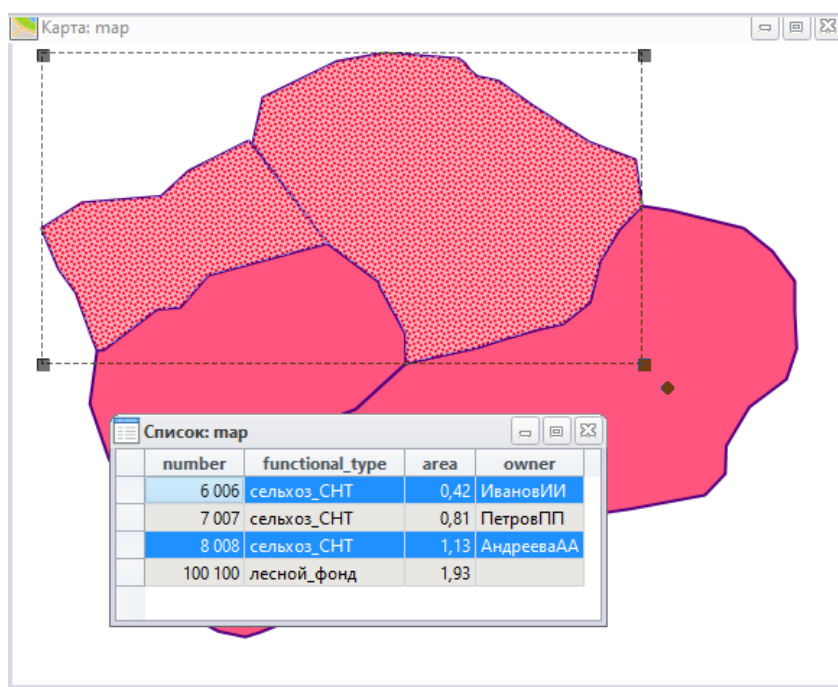 Карта: map
Список: map
number functional_type area owner
6 006 сельхоз_СНТ 0,42 ИвановИИ
7 007 сельхоз_СНТ 0,81 ПетровПП
8 008 сельхоз_СНТ 1,13 АндрееваАА
100 100 лесной_фонд 1,93